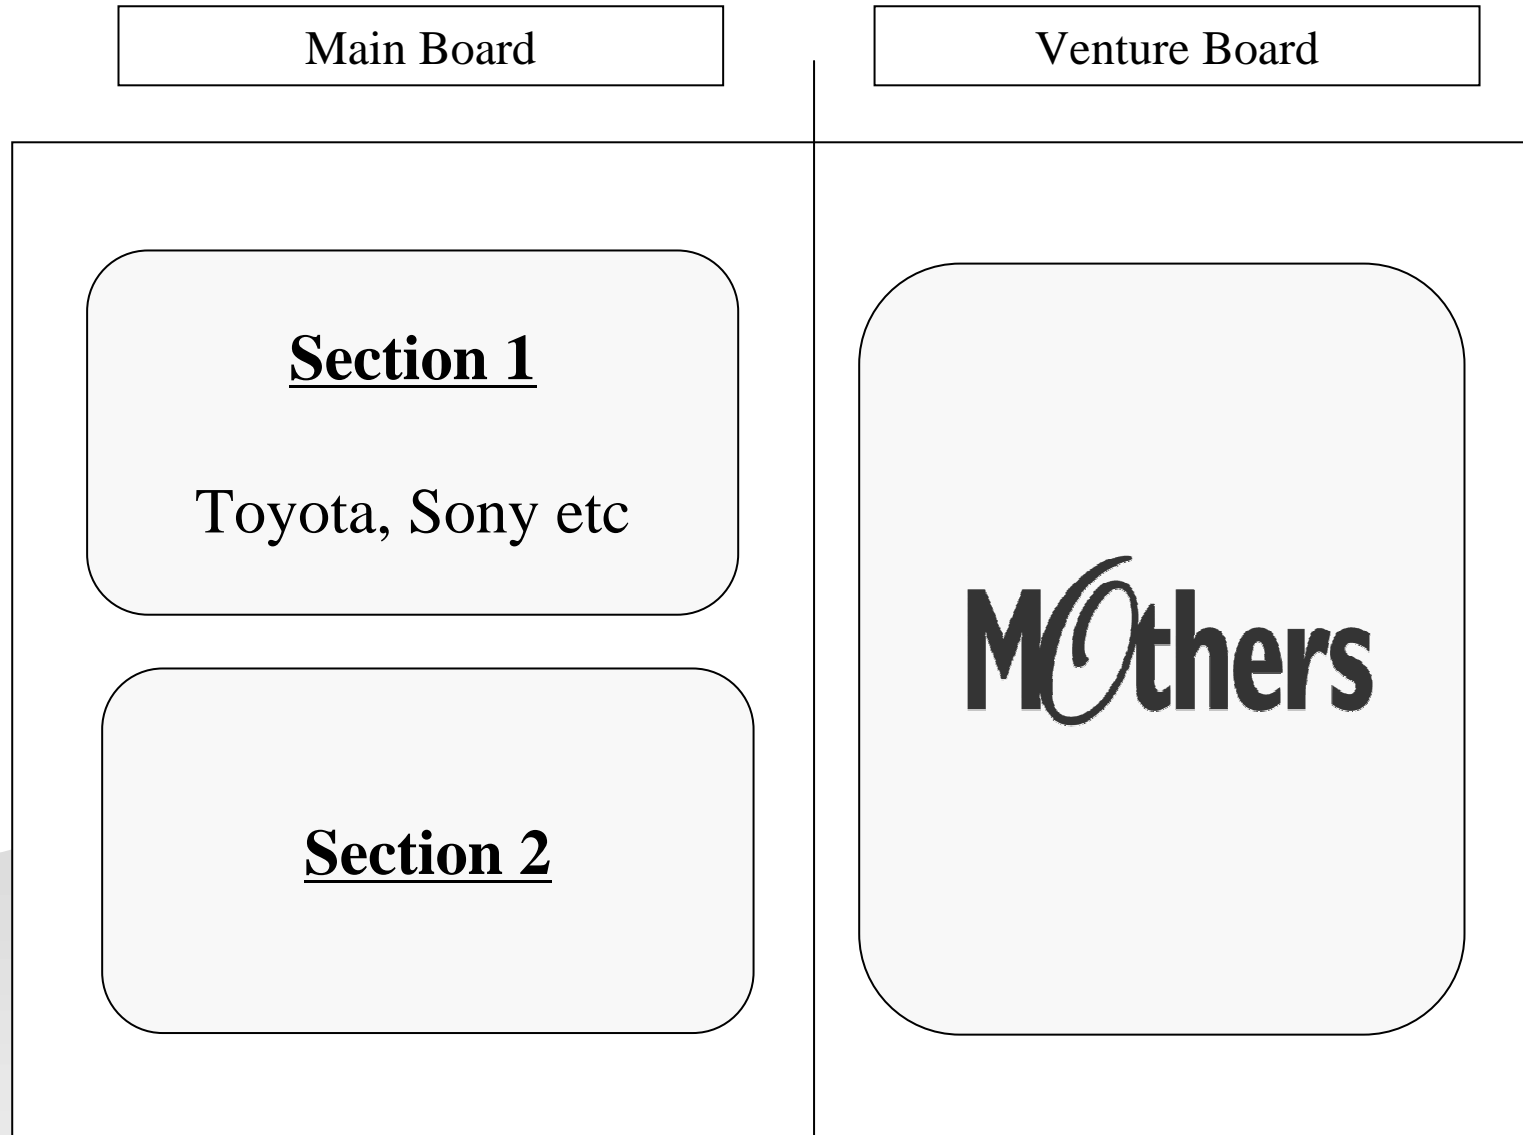 Main Board
Venture Board
Section 1
Toyota, Sony etc
Section 2
MOthers